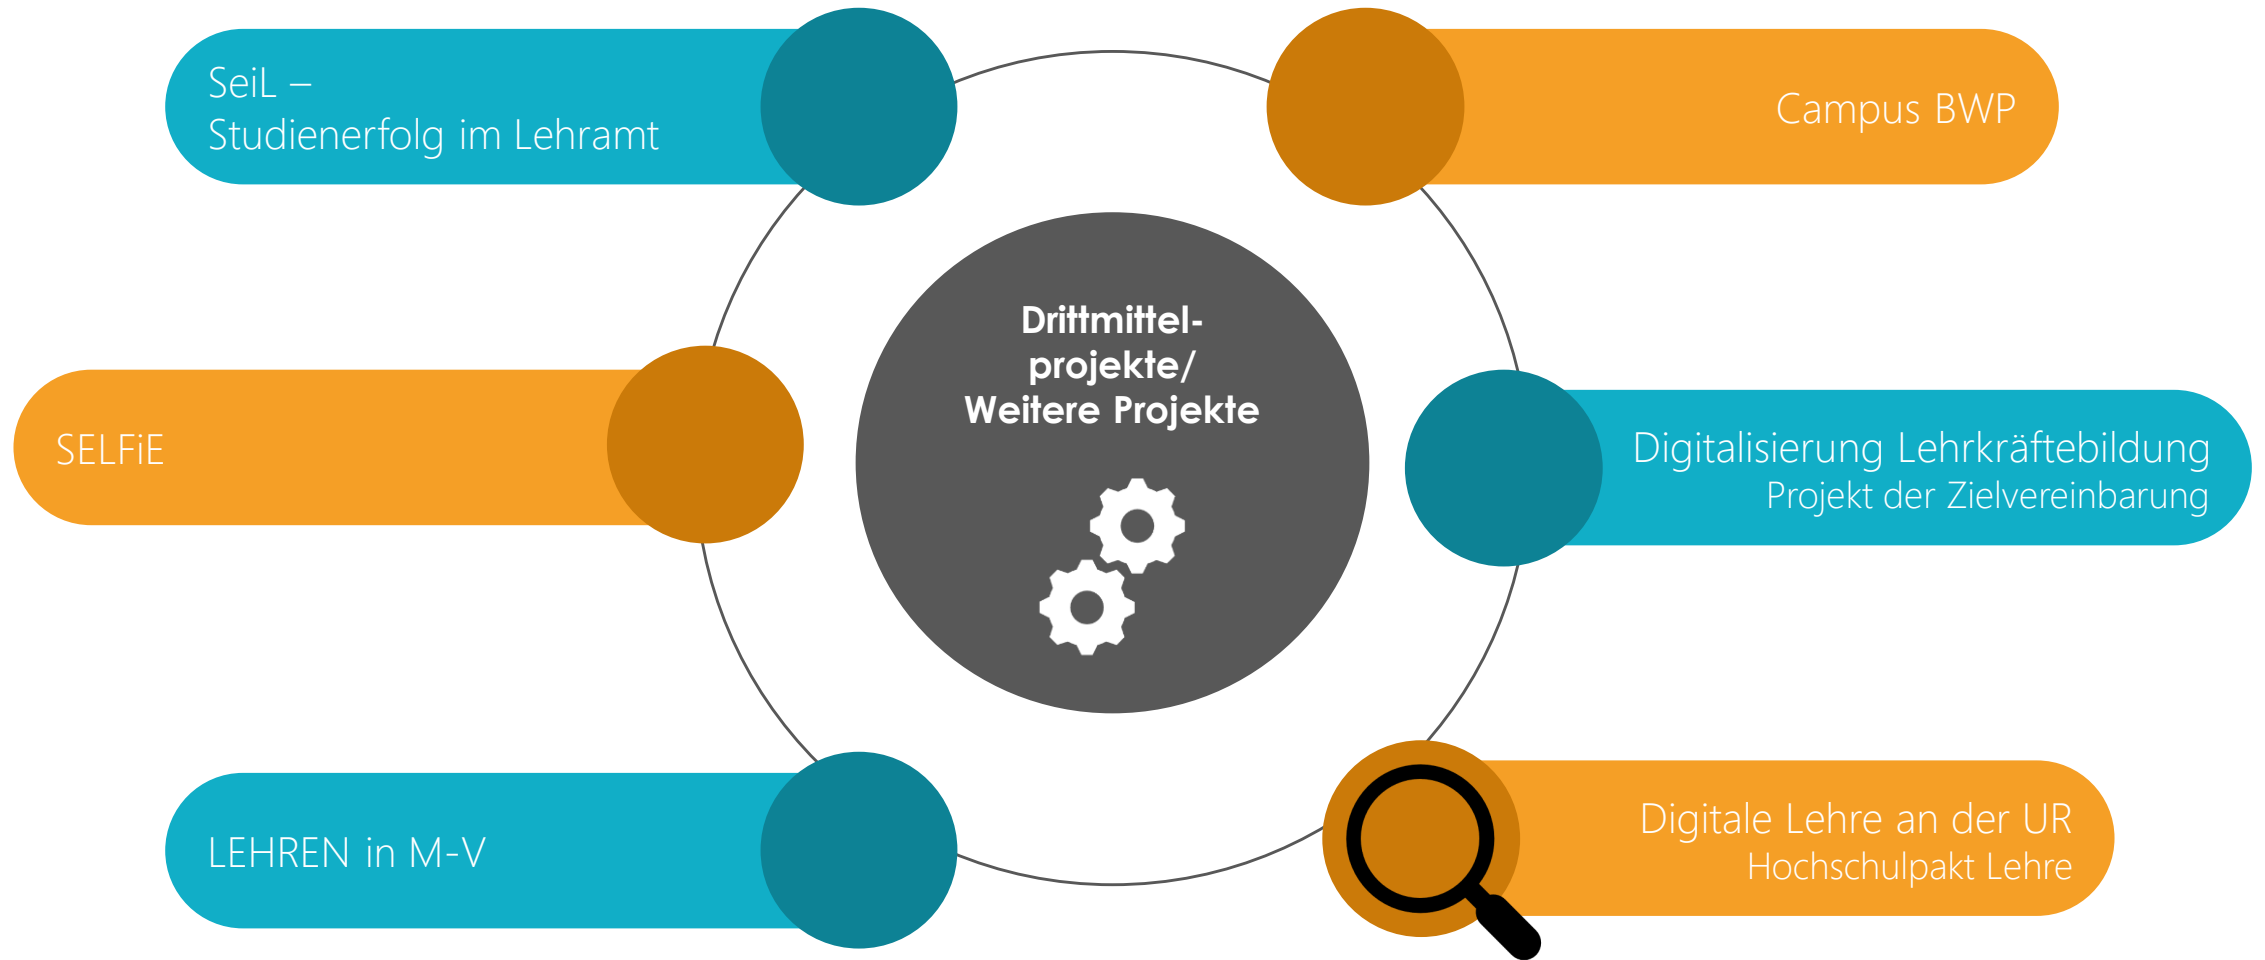 SeiL –
Studienerfolg im Lehramt
Campus BWP
Drittmittel-
projekte/
Weitere Projekte
SELFiE
Digitalisierung Lehrkräftebildung
Projekt der Zielvereinbarung
LEHREN in M-V
Digitale Lehre an der UR
Hochschulpakt Lehre